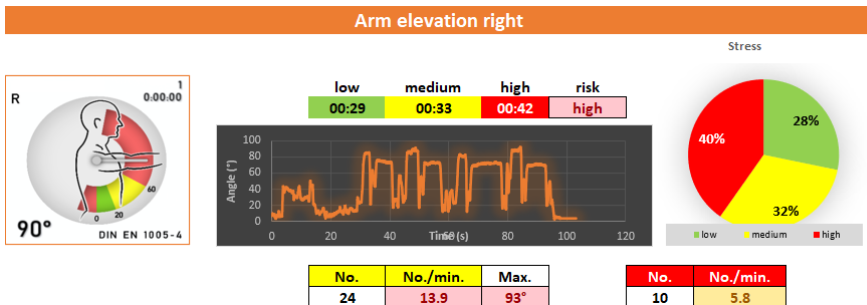 Arm elevation right
Stress
R
1
0:00:00
0
20
60
90°
DIN EN 1005-4
low medium high risk
00:29 00:33 00:42 high
Angle (°)
100
80
60
40
20
0
0 20 40 60 80 100 120
Time (s)
28%
32%
40%
low medium high
No. No./min. Max.
24 13.9 93°
No. No./min.
10 5.8